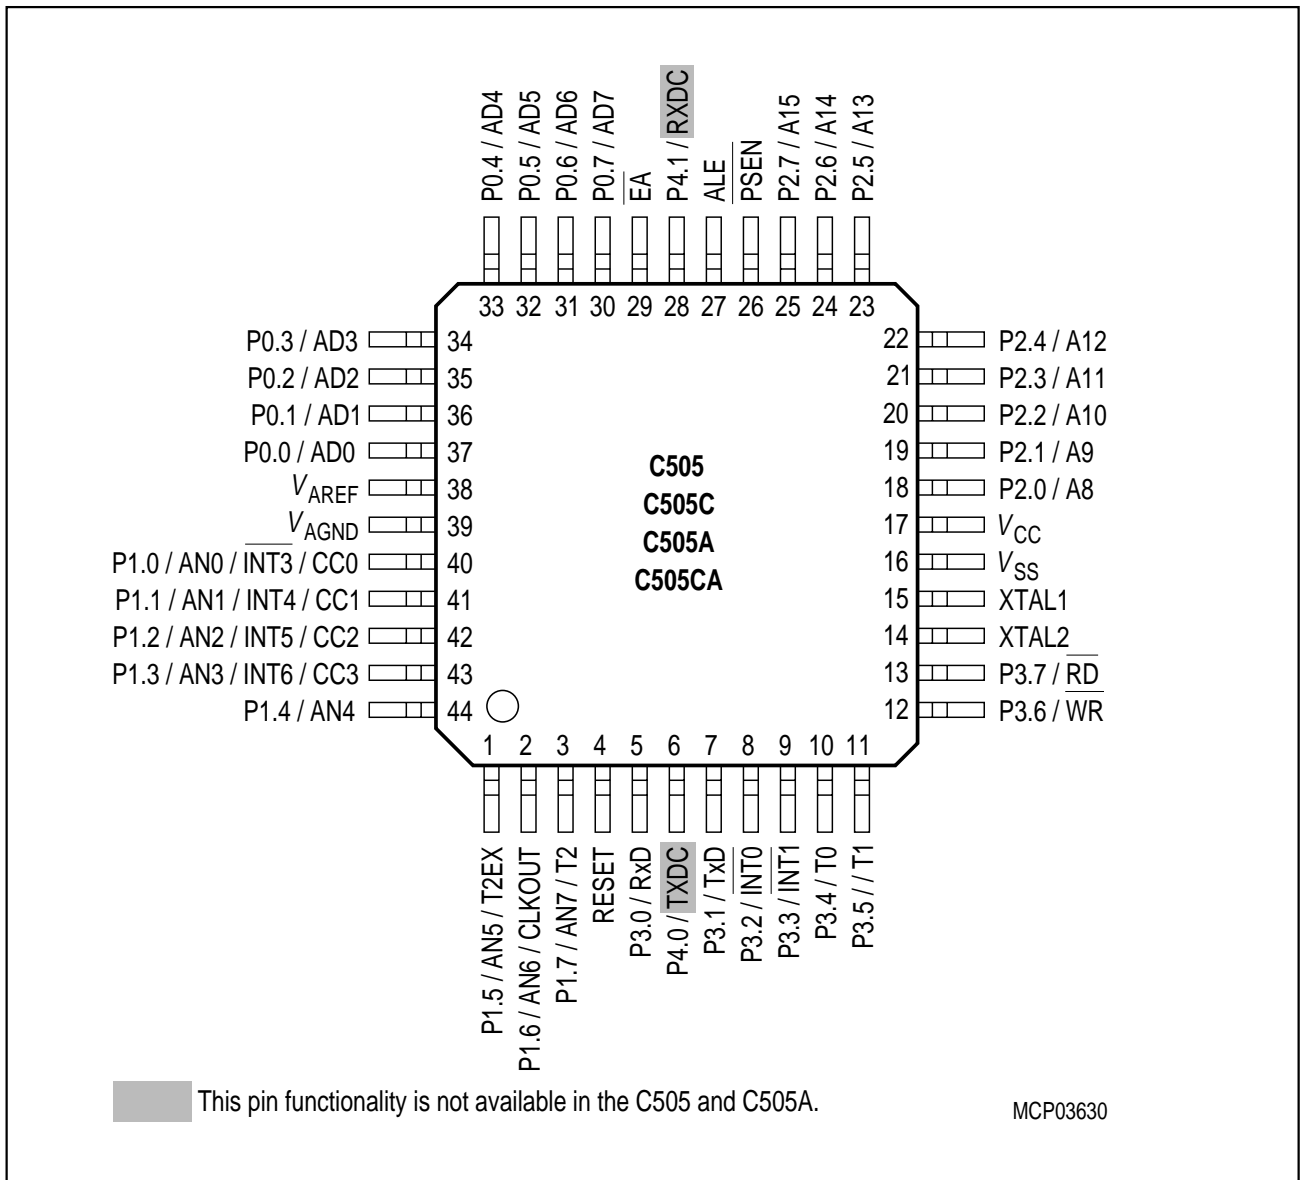 P0.4 / AD4
P0.5 / AD5
P0.6 / AD6
P0.7 / AD7
EA
P4.1 / RXDC
ALE
PSEN
P2.7 / A15
P2.6 / A14
P2.5 / A13
33 32 31 30 29 28 27 26 25 24 23
P0.3 / AD3 34
P0.2 / AD2 35
P0.1 / AD1 36
P0.0 / AD0 37
VAREF 38
VAGND 39
P1.0 / AN0 / INT3 / CC0 40
P1.1 / AN1 / INT4 / CC1 41
P1.2 / AN2 / INT5 / CC2 42
P1.3 / AN3 / INT6 / CC3 43
P1.4 / AN4 44
C505
C505C
C505A
C505CA
22 P2.4 / A12
21 P2.3 / A11
20 P2.2 / A10
19 P2.1 / A9
18 P2.0 / A8
17 VCC
16 VSS
15 XTAL1
14 XTAL2
13 P3.7 / RD
12 P3.6 / WR
1 2 3 4 5 6 7 8 9 10 11
P1.5 / AN5 / T2EX
P1.6 / AN6 / CLKOUT
P1.7 / AN7 / T2
RESET
P3.0 / RxD
P4.0 / TXDC
P3.1 / TxD
P3.2 / INT0
P3.3 / INT1
P3.4 / T0
P3.5 / / T1
This pin functionality is not available in the C505 and C505A.
MCP03630